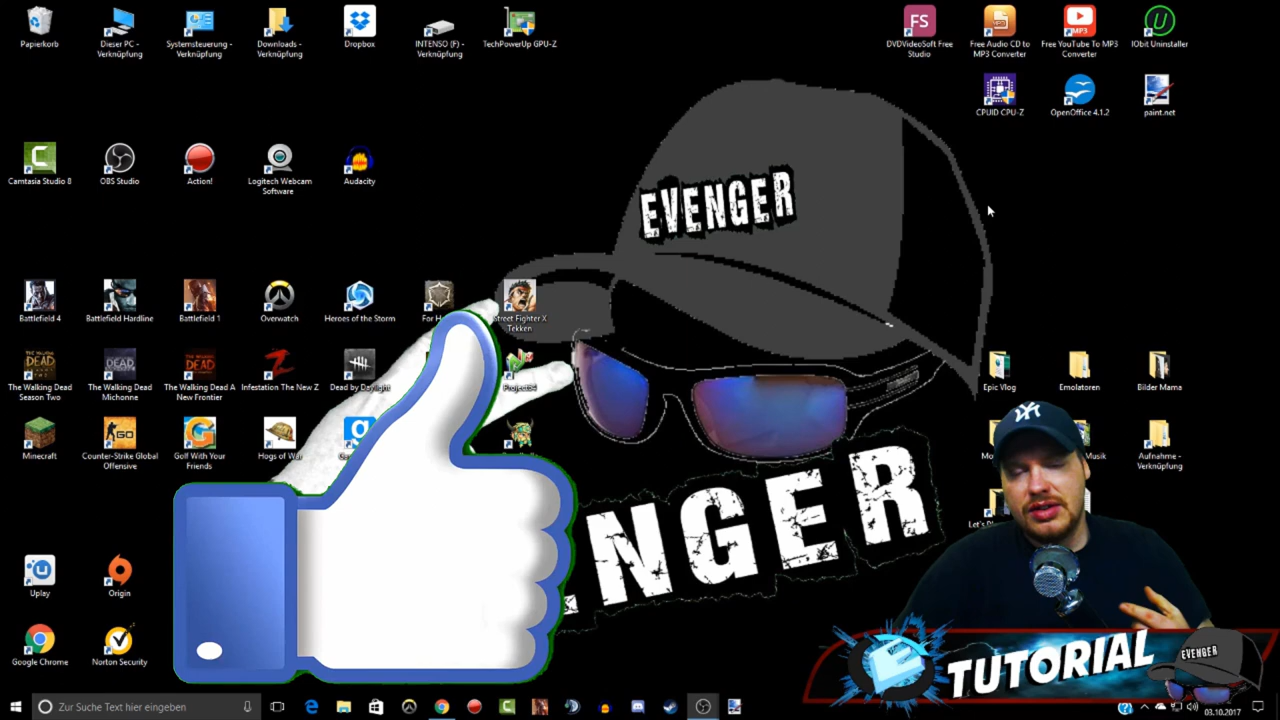 Papierkorb
Dieser PC -
Verknüpfung
Systemsteuerung -
Verknüpfung
Downloads -
Verknüpfung
Dropbox
INTENSO (F) -
Verknüpfung
TechPowerUp GPU-Z
FS
DVDVideoSoft Free
Studio
Free Audio CD to
MP3 Converter
MP3
Free YouTube To MP3
Converter
IObit Uninstaller
CPUID CPU-Z
OpenOffice 4.1.2
paint.net
Camtasia Studio 8
OBS Studio
Action!
Logitech Webcam
Software
Audacity
EVENGER
Battlefield 4
Battlefield Hardline
Battlefield 1
Overwatch
Heroes of the Storm
For H
Street Fighter X
Tekken
The Walking Dead
Season Two
The Walking Dead
Michonne
The Walking Dead A
New Frontier
Infestation The New Z
Dead by Daylight
Project64
Epic Vlog
Emolatoren
Bilder Mama
Minecraft
GO
Counter-Strike Global
Offensive
Golf With Your
Friends
Hogs of War
Musik
Aufnahme -
Verknüpfung
NGER
Uplay
Origin
Google Chrome
Norton Security
TUTORIAL
EVENGER
Zur Suche Text hier eingeben
03.10.2017